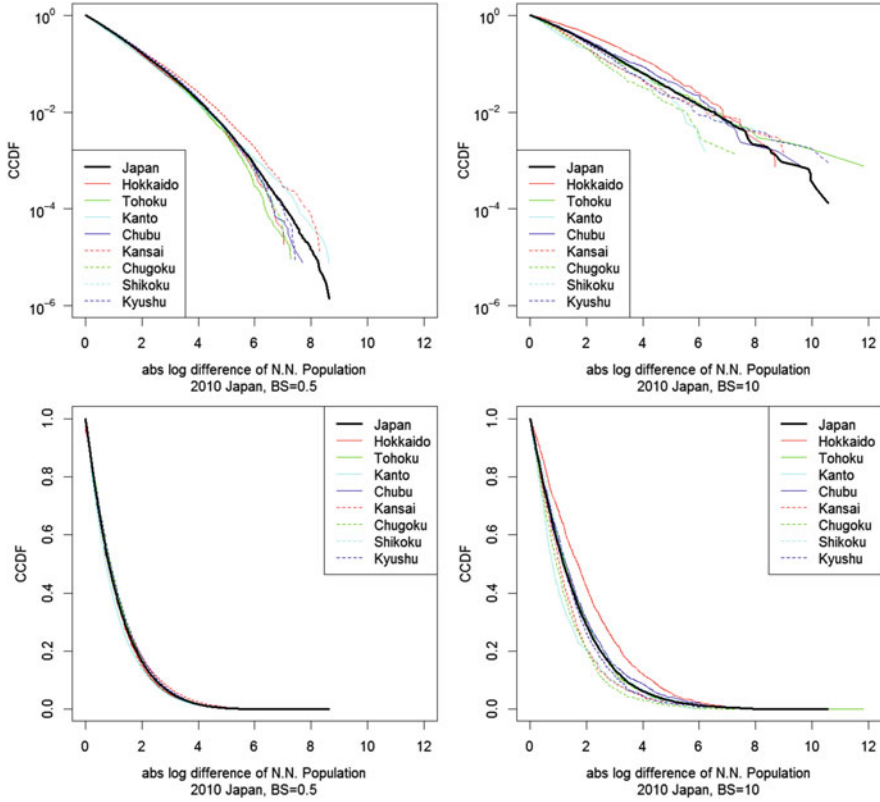 10^0
10^-2
10^-4
10^-6
CCDF
Japan
Hokkaido
Tohoku
Kanto
Chubu
Kansai
Chugoku
Shikoku
Kyushu
0 2 4 6 8 10 12
abs log difference of N.N. Population
2010 Japan, BS=0.5
10^0
10^-2
10^-4
10^-6
CCDF
Japan
Hokkaido
Tohoku
Kanto
Chubu
Kansai
Chugoku
Shikoku
Kyushu
0 2 4 6 8 10 12
abs log difference of N.N. Population
2010 Japan, BS=10
1.0
0.8
0.6
0.4
0.2
0.0
CCDF
Japan
Hokkaido
Tohoku
Kanto
Chubu
Kansai
Chugoku
Shikoku
Kyushu
0 2 4 6 8 10 12
abs log difference of N.N. Population
2010 Japan, BS=0.5
1.0
0.8
0.6
0.4
0.2
0.0
CCDF
Japan
Hokkaido
Tohoku
Kanto
Chubu
Kansai
Chugoku
Shikoku
Kyushu
0 2 4 6 8 10 12
abs log difference of N.N. Population
2010 Japan, BS=10